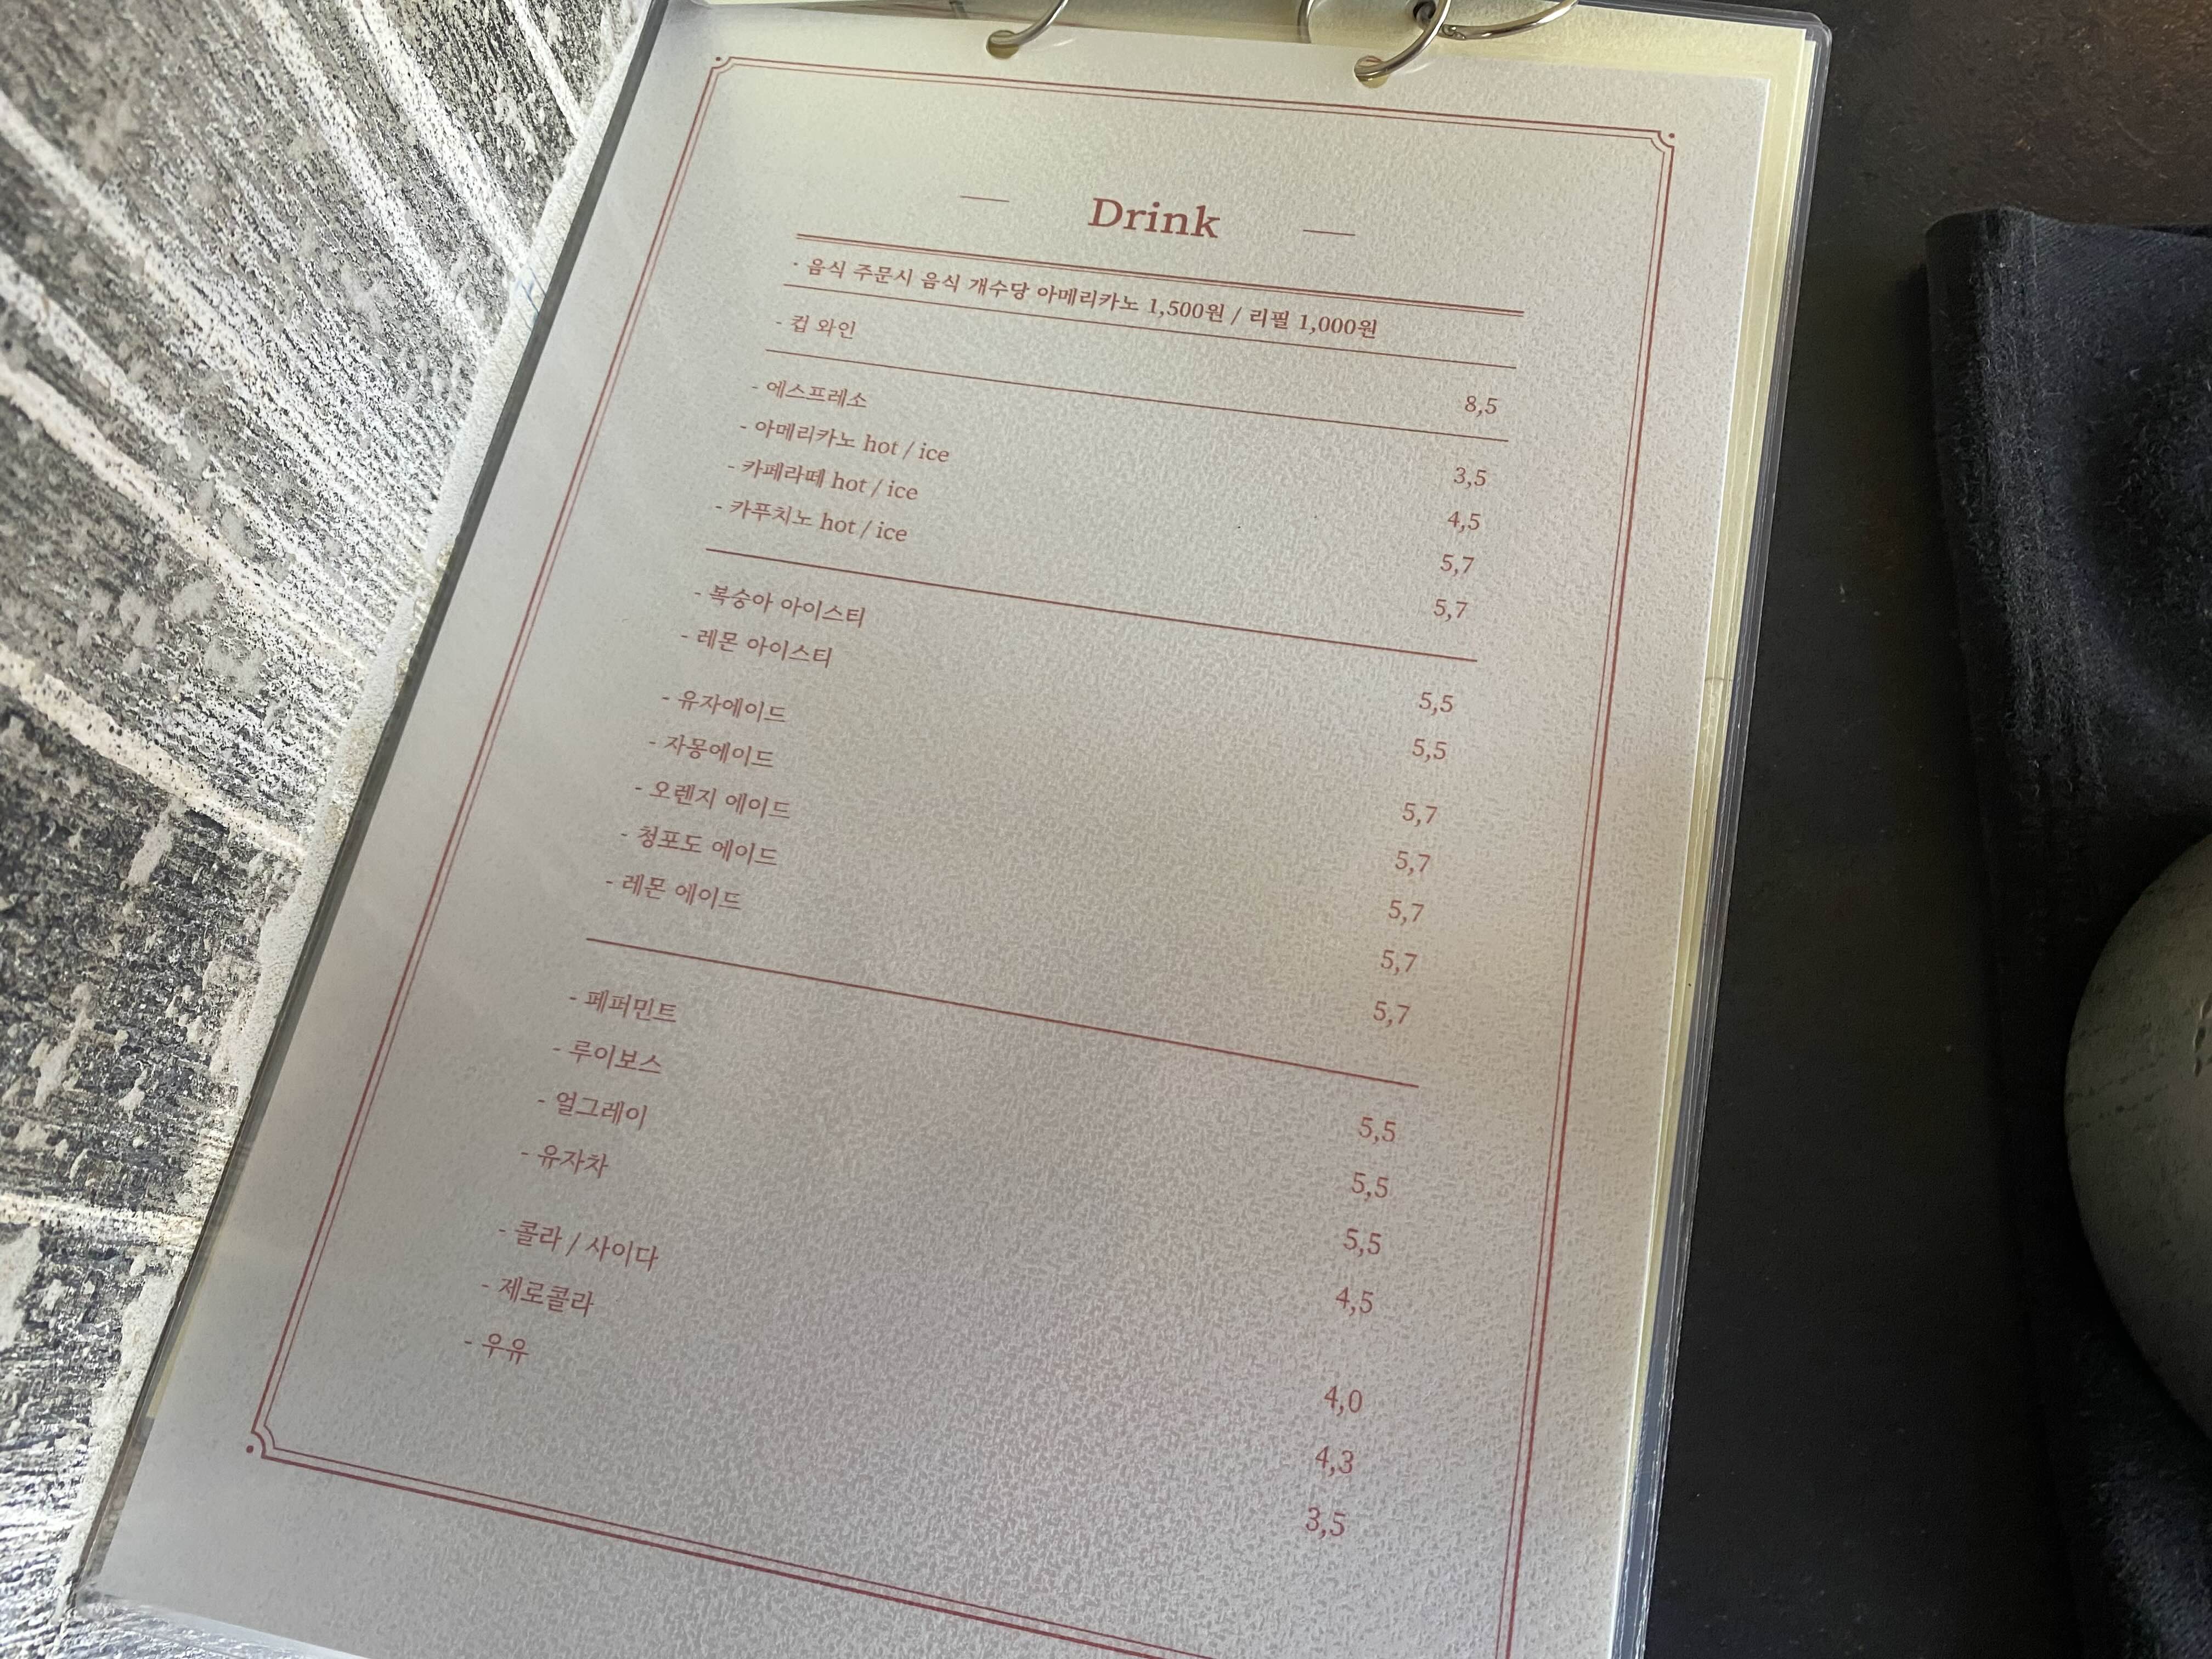 Drink
- 음식 주문시 음식 개수당 아메리카노 1,500원 / 리필 1,000원
- 컵 와인 8,5
- 에스프레소 3,5
- 아메리카노 hot / ice 4,5
- 카페라떼 hot / ice 5,7
- 카푸치노 hot / ice 5,7
- 복숭아 아이스티 5,5
- 레몬 아이스티 5,5
- 유자에이드 5,7
- 자몽에이드 5,7
- 오렌지 에이드 5,7
- 청포도 에이드 5,7
- 레몬 에이드 5,7
- 페퍼민트 5,5
- 루이보스 5,5
- 얼그레이 5,5
- 유자차 4,5
- 콜라 / 사이다 4,0
- 제로콜라 4,3
- 우유 3,5